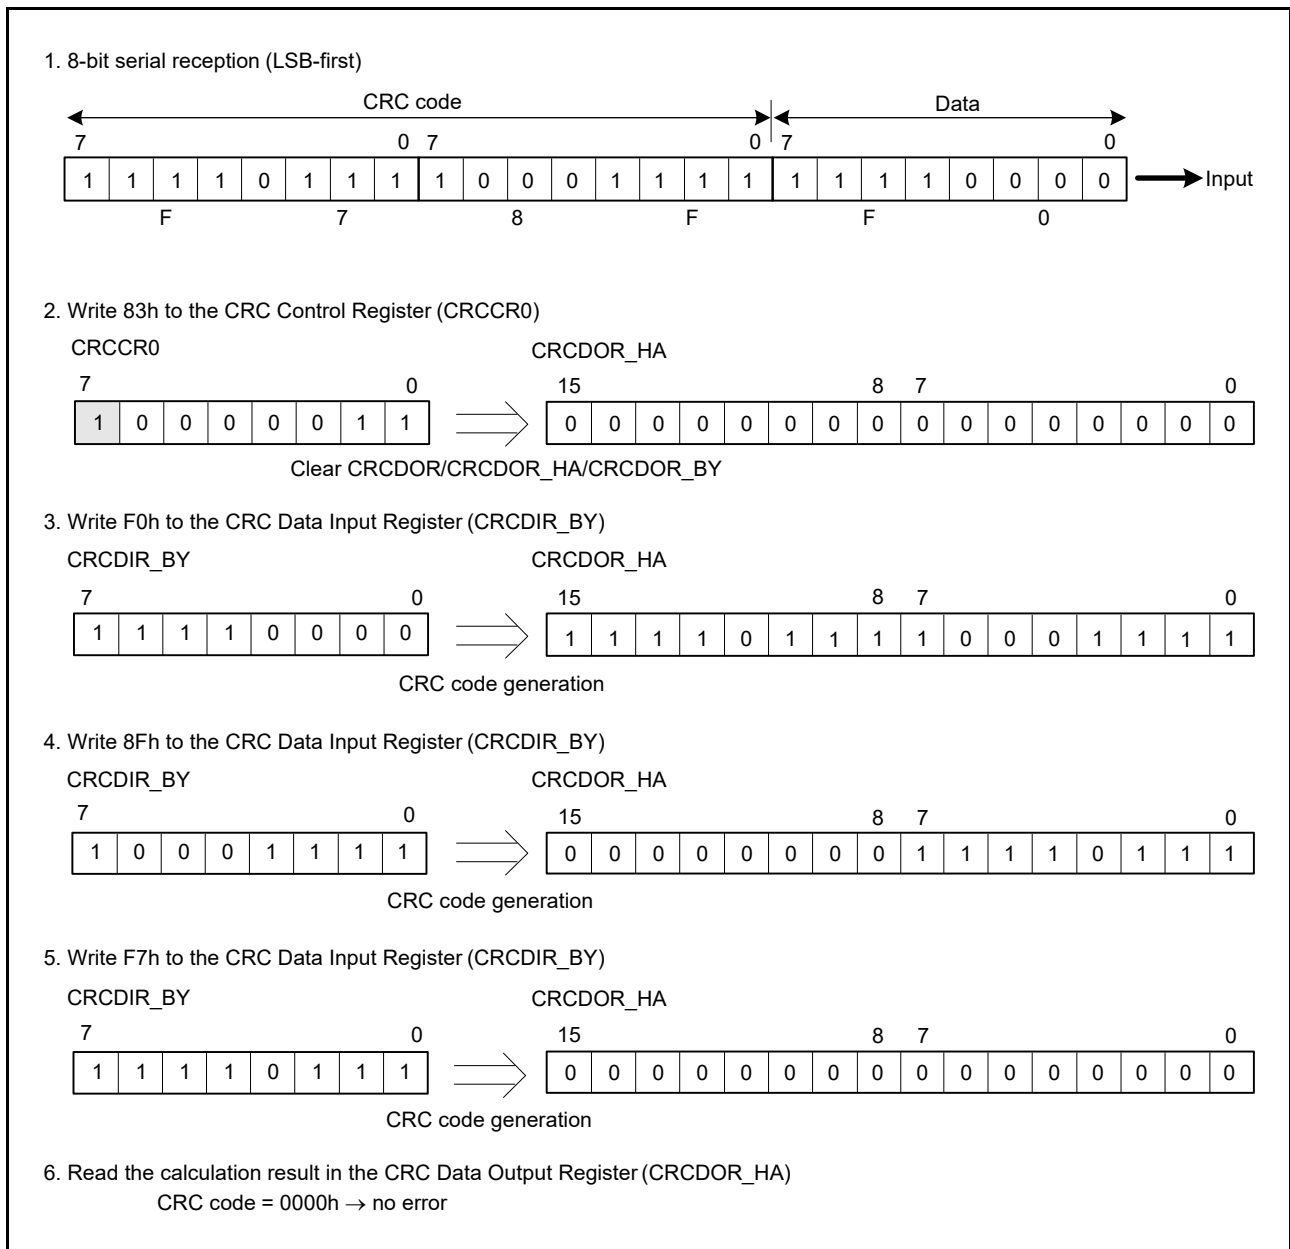 1. 8-bit serial reception (LSB-first)
CRC code Data
7 0 7 0 7 0
1 1 1 1 0 1 1 1 1 0 0 0 1 1 1 1 1 1 1 1 0 0 0 0 Input
F 7 8 F F 0
2. Write 83h to the CRC Control Register (CRCCR0)
CRCCR0 CRCDOR_HA
7 0 15 8 7 0
1 0 0 0 0 0 1 1 0 0 0 0 0 0 0 0 0 0 0 0 0 0 0 0
Clear CRCDOR/CRCDOR_HA/CRCDOR_BY
3. Write F0h to the CRC Data Input Register (CRCDIR_BY)
CRCDIR_BY CRCDOR_HA
7 0 15 8 7 0
1 1 1 1 0 0 0 0 1 1 1 1 0 1 1 1 1 0 0 0 1 1 1 1
CRC code generation
4. Write 8Fh to the CRC Data Input Register (CRCDIR_BY)
CRCDIR_BY CRCDOR_HA
7 0 15 8 7 0
1 0 0 0 1 1 1 1 0 0 0 0 0 0 0 0 1 1 1 1 0 1 1 1
CRC code generation
5. Write F7h to the CRC Data Input Register (CRCDIR_BY)
CRCDIR_BY CRCDOR_HA
7 0 15 8 7 0
1 1 1 1 0 1 1 1 0 0 0 0 0 0 0 0 0 0 0 0 0 0 0 0
CRC code generation
6. Read the calculation result in the CRC Data Output Register (CRCDOR_HA)
CRC code = 0000h → no error